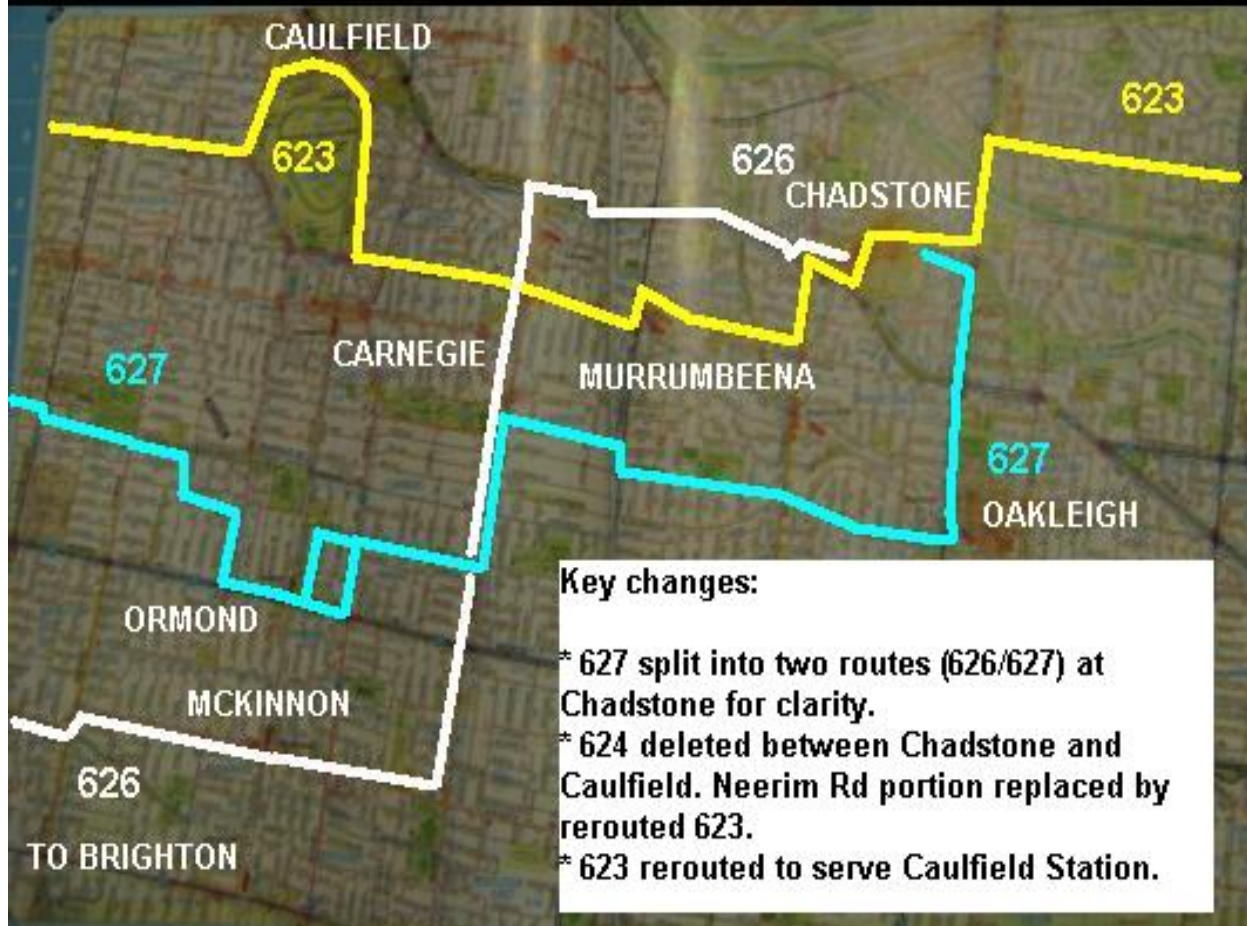 CAULFIELD
623
623
626
CHADSTONE
CARNEGIE
627
MURRUMBEENA
627
OAKLEIGH
ORMOND
MCKINNON
626
TO BRIGHTON
Key changes:
* 627 split into two routes (626/627) at
Chadstone for clarity.
* 624 deleted between Chadstone and
Caulfield. Neerim Rd portion replaced by
rerouted 623.
* 623 rerouted to serve Caulfield Station.